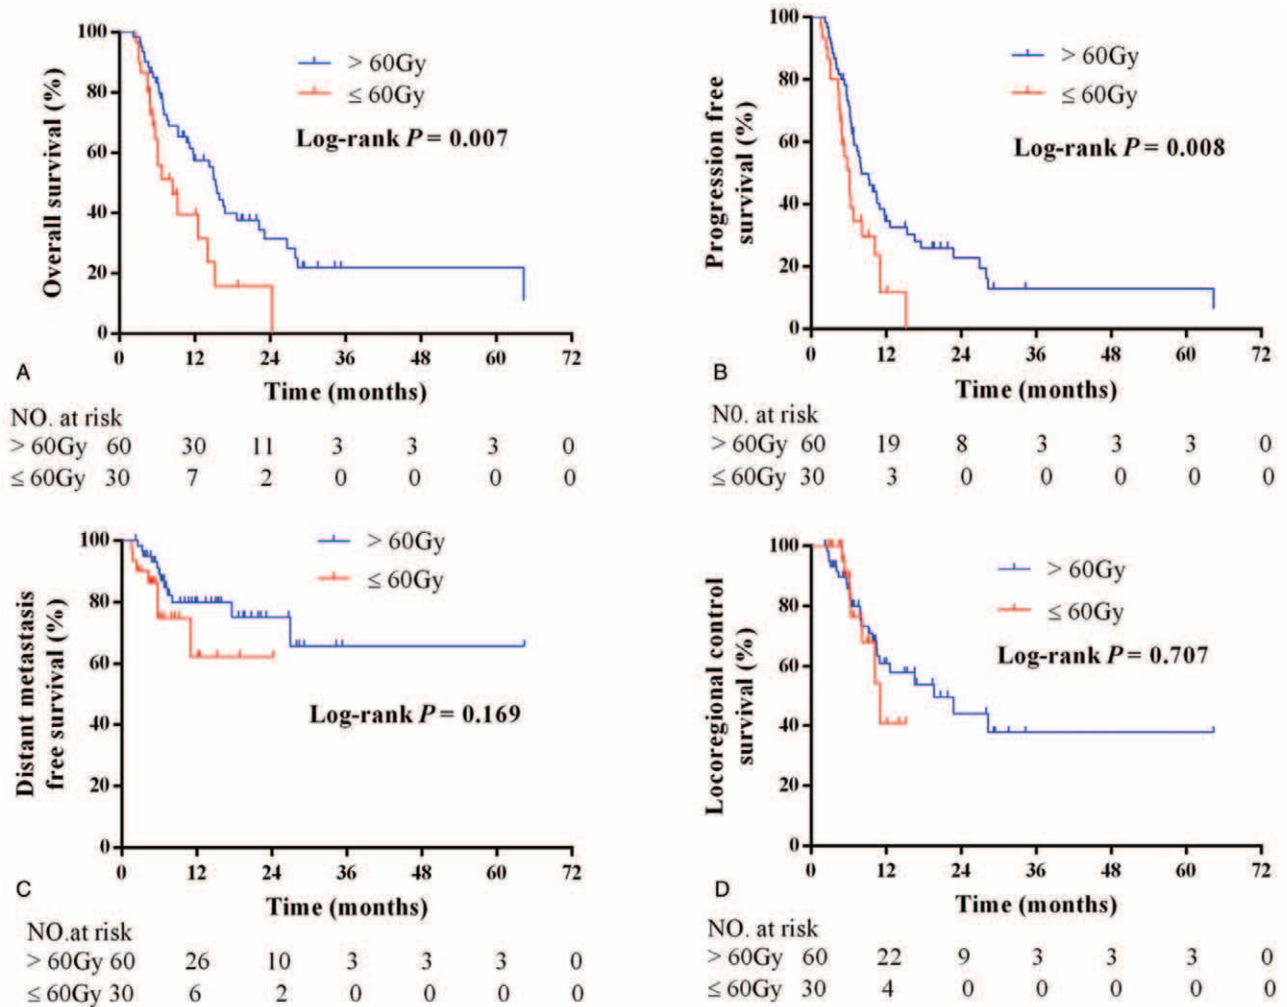 100
80
60
40
20
0
Overall survival (%)
> 60Gy
≤ 60Gy
Log-rank P = 0.007
0 12 24 36 48 60 72
Time (months)
A
NO. at risk
> 60Gy 60 30 11 3 3 3 0
≤ 60Gy 30 7 2 0 0 0 0
100
80
60
40
20
0
Progression free
survival (%)
> 60Gy
≤ 60Gy
Log-rank P = 0.008
0 12 24 36 48 60 72
Time (months)
B
N0. at risk
> 60Gy 60 19 8 3 3 3 0
≤ 60Gy 30 3 0 0 0 0 0
100
80
60
40
20
0
Distant metastasis
free survival (%)
> 60Gy
≤ 60Gy
Log-rank P = 0.169
0 12 24 36 48 60 72
Time (months)
C
NO.at risk
> 60Gy 60 26 10 3 3 3 0
≤ 60Gy 30 6 2 0 0 0 0
100
80
60
40
20
0
Locoregional control
survival (%)
> 60Gy
≤ 60Gy
Log-rank P = 0.707
0 12 24 36 48 60 72
Time (months)
D
NO. at risk
> 60Gy 60 22 9 3 3 3 0
≤ 60Gy 30 4 0 0 0 0 0